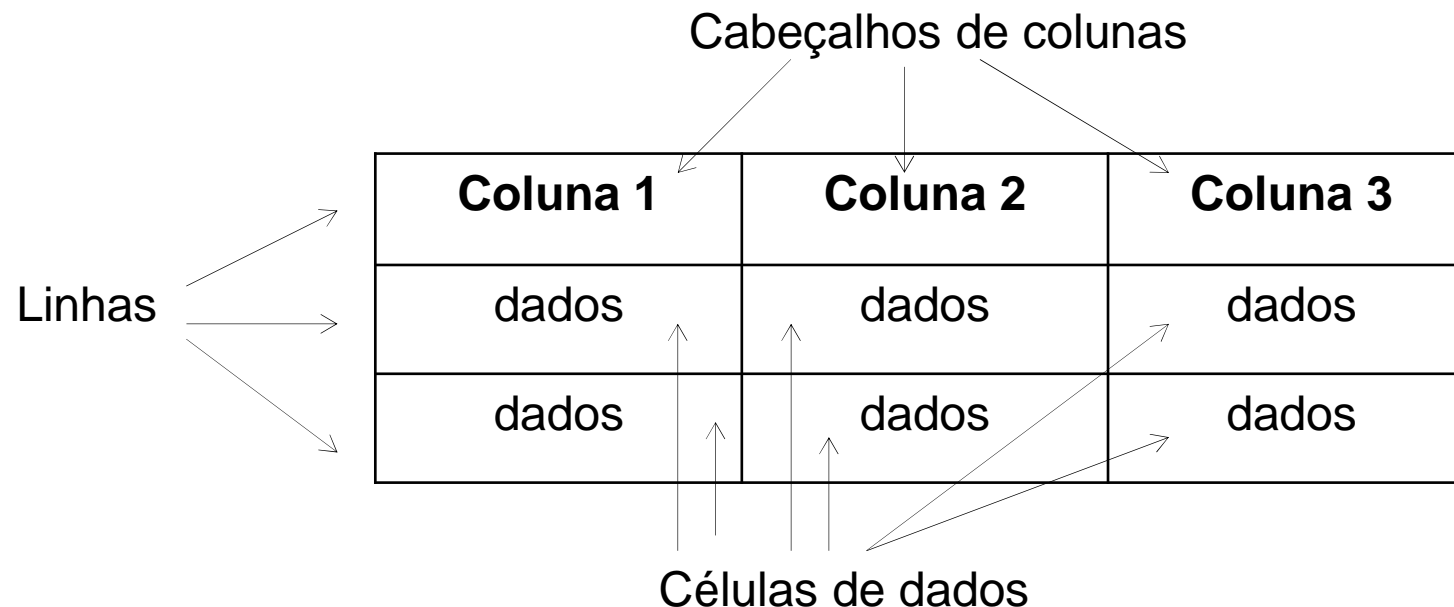 Cabeçalhos de colunas
Coluna 1 Coluna 2 Coluna 3
Linhas dados dados dados
dados dados dados
Células de dados